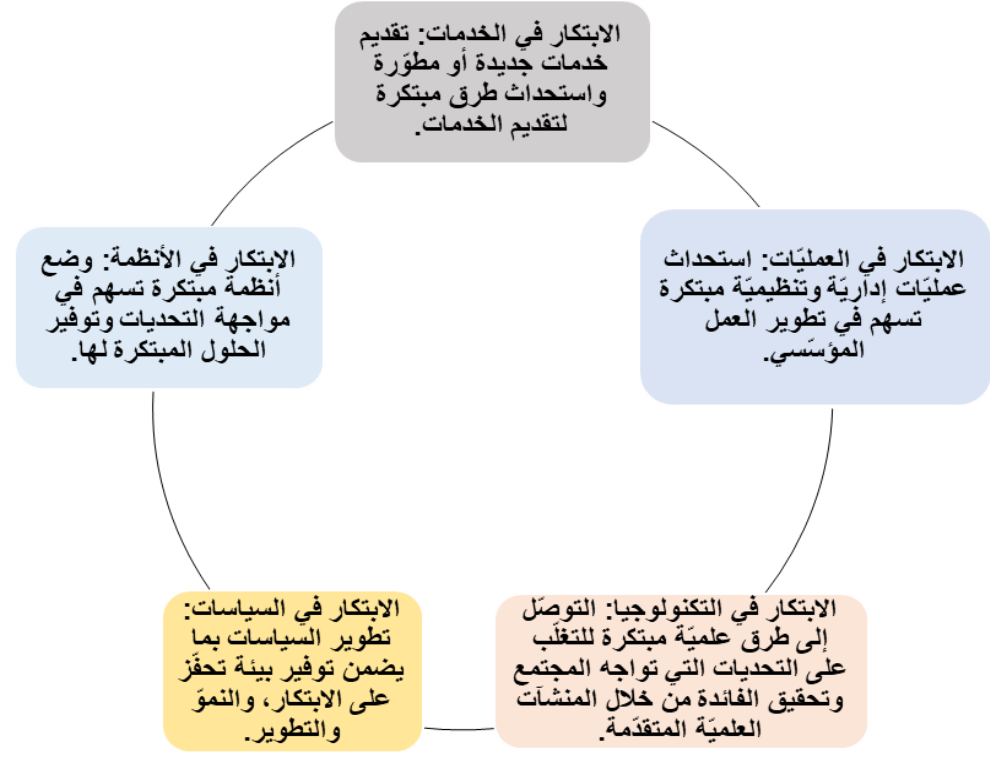 الابتكار في الخدمات: تقديم
خدمات جديدة أو مطوّرة
واستحداث طرق مبتكرة
لتقديم الخدمات.
الابتكار في العمليّات: استحداث
عمليّات إداريّة وتنظيميّة مبتكرة
تسهم في تطوير العمل
المؤسّسي.
الابتكار في التكنولوجيا: التوصّل
إلى طرق علميّة مبتكرة للتغلّب
على التحديات التي تواجه المجتمع
وتحقيق الفائدة من خلال المنشآت
العلميّة المتقدّمة.
الابتكار في السياسات:
تطوير السياسات بما
يضمن توفير بيئة تحفّز
على الابتكار، والنموّ
والتطوير.
الابتكار في الأنظمة: وضع
أنظمة مبتكرة تسهم في
مواجهة التحديات وتوفير
الحلول المبتكرة لها.